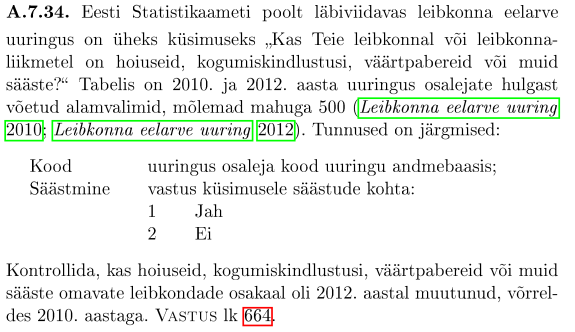 A.7.34. Eesti Statistikaameti poolt läbiviidavas leibkonna eelarve
uuringus on üheks küsimuseks „Kas Teie leibkonnal või leibkonna-
liikmetel on hoiuseid, kogumiskindlustusi, väärtpabereid või muid
sääste?“ Tabelis on 2010. ja 2012. aasta uuringus osalejate hulgast
võetud alamvalimid, mõlemad mahuga 500 (Leibkonna eelarve uuring
2010; Leibkonna eelarve uuring 2012). Tunnused on järgmised:
Kood uuringus osaleja kood uuringu andmebaasis;
Säästmine vastus küsimusele säästude kohta:
1 Jah
2 Ei
Kontrollida, kas hoiuseid, kogumiskindlustusi, väärtpabereid või muid
sääste omavate leibkondade osakaal oli 2012. aastal muutunud, võrrel-
des 2010. aastaga. VASTUS lk 664.